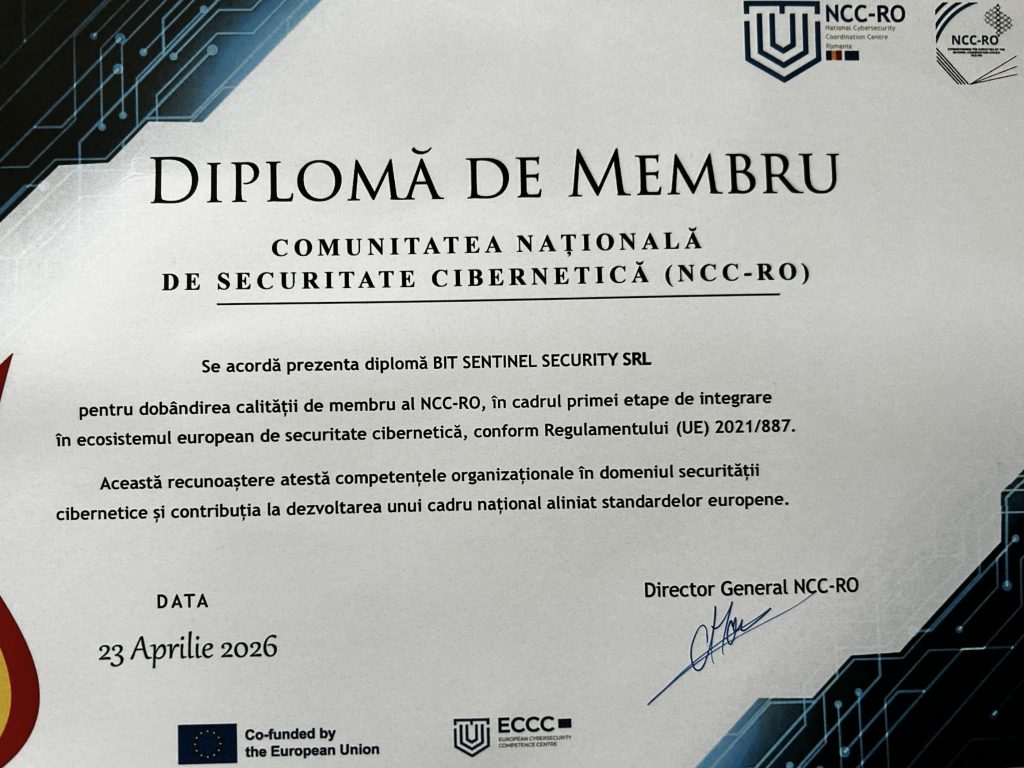 NCC-RO
National Cybersecurity
Coordination Centre
Romania
NCC-RO
DIPLOMĂ DE MEMBRU
COMUNITATEA NAȚIONALĂ
DE SECURITATE CIBERNETICĂ (NCC-RO)
Se acordă prezenta diplomă BIT SENTINEL SECURITY SRL
pentru dobândirea calității de membru al NCC-RO, în cadrul primei etape de integrare
în ecosistemul european de securitate cibernetică, conform Regulamentului (UE) 2021/887.
Această recunoaștere atestă competențele organizaționale în domeniul securității
cibernetice și contribuția la dezvoltarea unui cadru național aliniat standardelor europene.
DATA
23 Aprilie 2026
Director General NCC-RO
Co-funded by
the European Union
ECCC
EUROPEAN CYBERSECURITY
COMPETENCE CENTRE